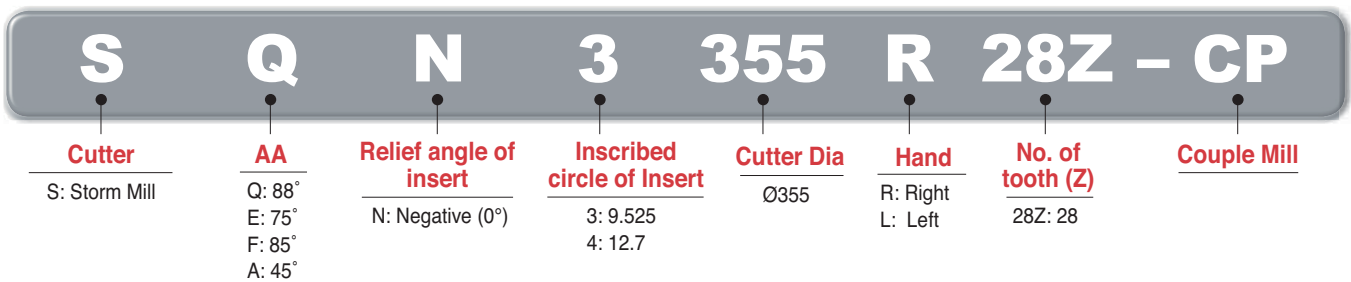 S Q N 3 355 R 28Z – CP
Cutter
S: Storm Mill
AA
Q: 88˚
E: 75˚
F: 85˚
A: 45˚
Relief angle of
insert
N: Negative (0°)
Inscribed
circle of Insert
3: 9.525
4: 12.7
Cutter Dia
Ø355
Hand
R: Right
L: Left
No. of
tooth (Z)
28Z: 28
Couple Mill